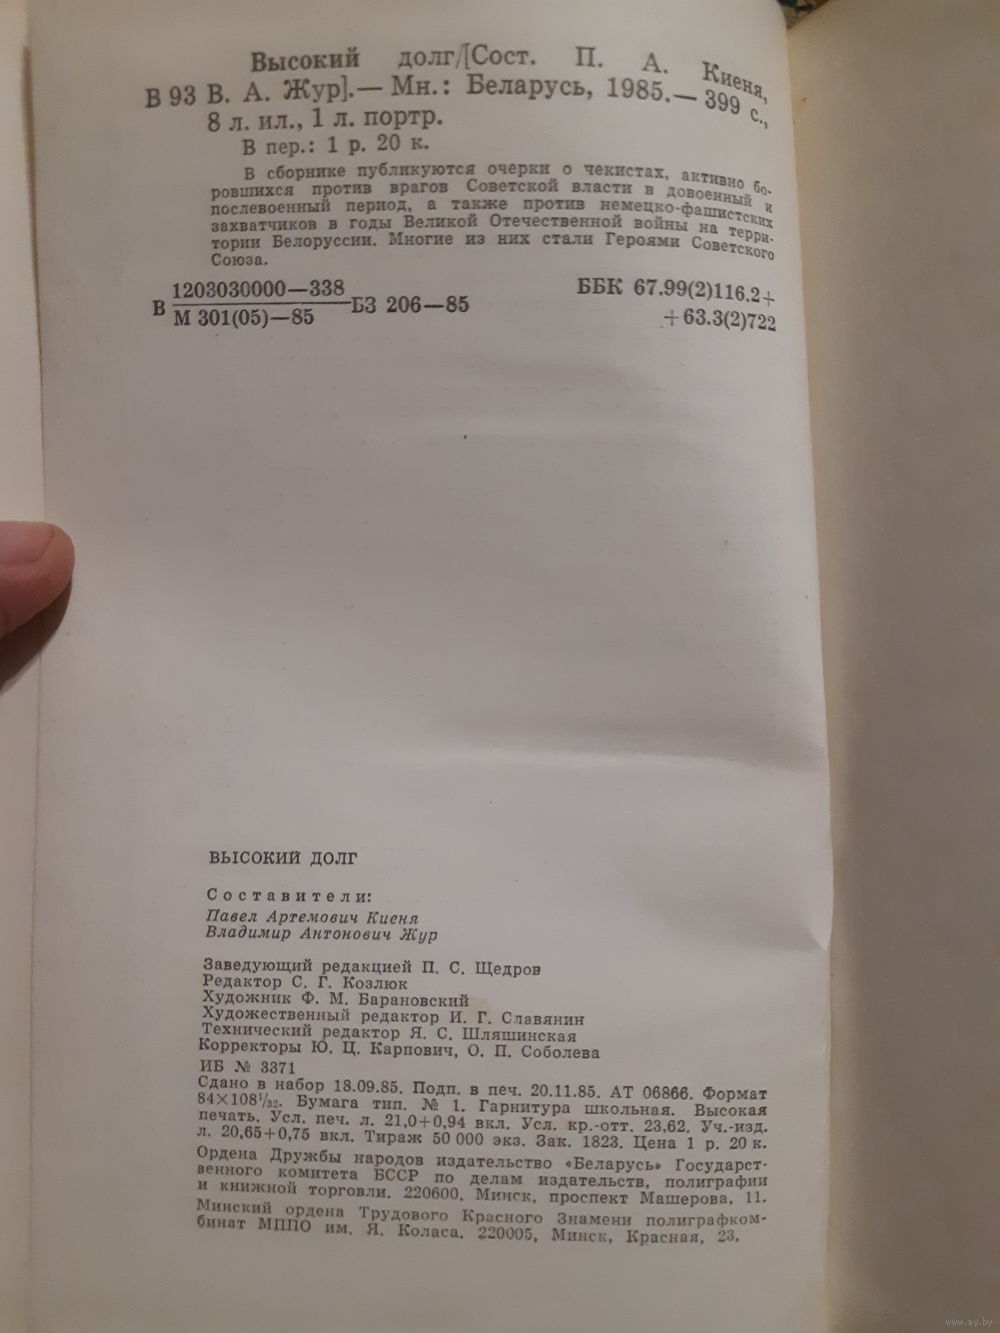 Высокий долг/[Сост. П. А. Киеня,
В 93 В. А. Жур].— Мн.: Беларусь, 1985.— 399 с.,
8 л. ил., 1 л. портр.
В пер.: 1 р. 20 к.
В сборнике публикуются очерки о чекистах, активно бо-
ровшихся против врагов Советской власти в довоенный и
послевоенный период, а также против немецко-фашистских
захватчиков в годы Великой Отечественной войны на терри-
тории Белоруссии. Многие из них стали Героями Советского
Союза.
В 1203030000—338 БЗ 206—85 ББК 67.99(2)116.2+
М 301(05)—85 +63.3(2)722
ВЫСОКИЙ ДОЛГ
Составители:
Павел Артемович Киеня
Владимир Антонович Жур
Заведующий редакцией П. С. Щедров
Редактор С. Г. Козлюк
Художник Ф. М. Барановский
Художественный редактор И. Г. Славянин
Технический редактор Я. С. Шляшинская
Корректоры Ю. Ц. Карпович, О. П. Соболева
ИБ № 3371
Сдано в набор 18.09.85. Подп. в печ. 20.11.85. АТ 06866. Формат
84×108¹/₃₂. Бумага тип. № 1. Гарнитура школьная. Высокая
печать. Усл. печ. л. 21,0+0,94 вкл. Усл. кр.-отт. 23,62. Уч.-изд.
л. 20,65+0,75 вкл. Тираж 50 000 экз. Зак. 1823. Цена 1 р. 20 к.
Ордена Дружбы народов издательство «Беларусь» Государст-
венного комитета БССР по делам издательств, полиграфии
и книжной торговли. 220600, Минск, проспект Машерова, 11.
Минский ордена Трудового Красного Знамени полиграфком-
бинат МППО им. Я. Коласа. 220005, Минск, Красная, 23.
www.ay.by